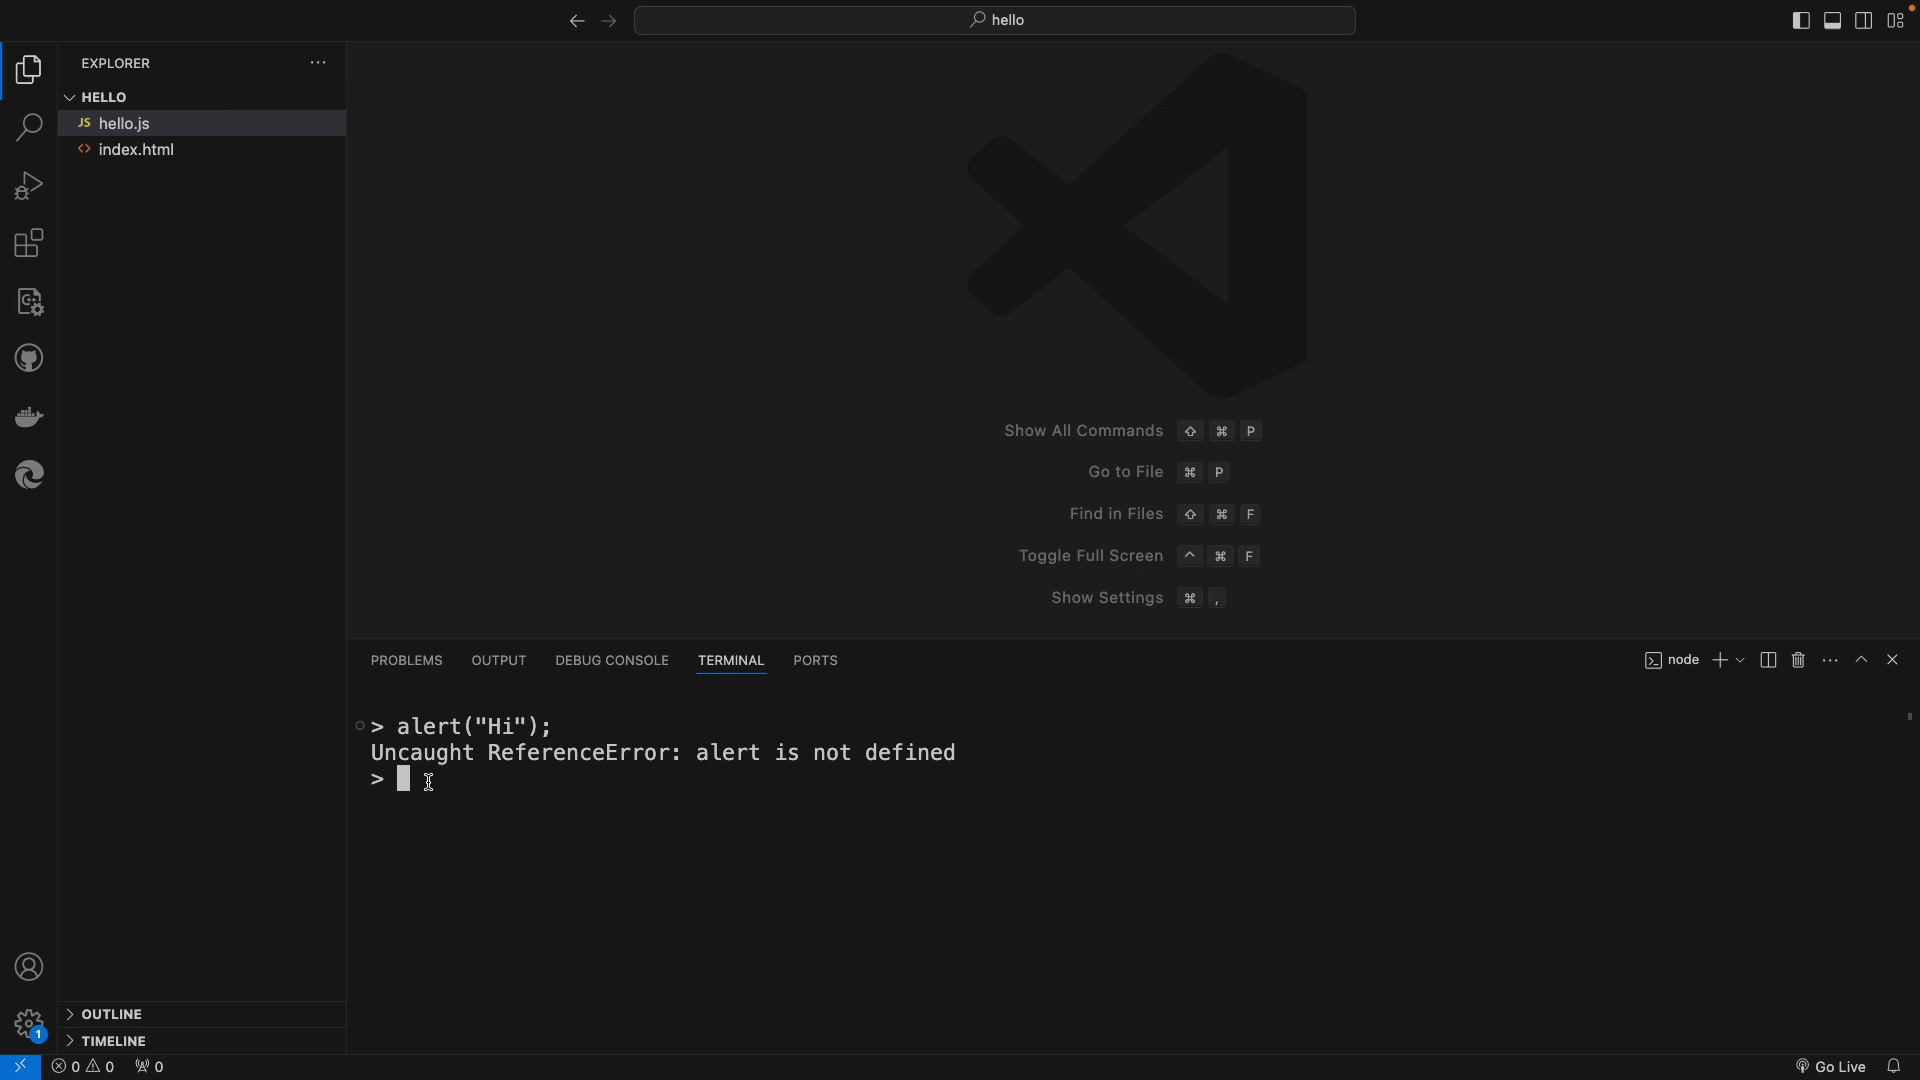 hello
EXPLORER
HELLO
JS hello.js
<> index.html
Show All Commands ⇧ ⌘ P
Go to File ⌘ P
Find in Files ⇧ ⌘ F
Toggle Full Screen ^ ⌘ F
Show Settings ⌘ ,
PROBLEMS OUTPUT DEBUG CONSOLE TERMINAL PORTS
node
> alert("Hi");
Uncaught ReferenceError: alert is not defined
>
OUTLINE
1
TIMELINE
0 0 0
Go Live